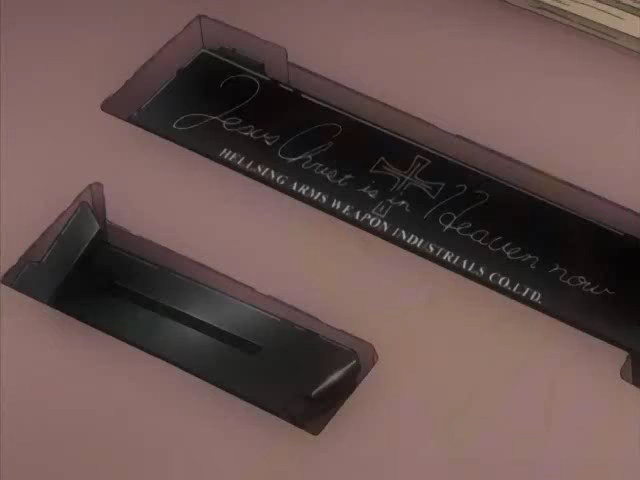 Jesus Christ is in Heaven now
HELLSING ARMS WEAPON INDUSTRIALS CO.LTD.